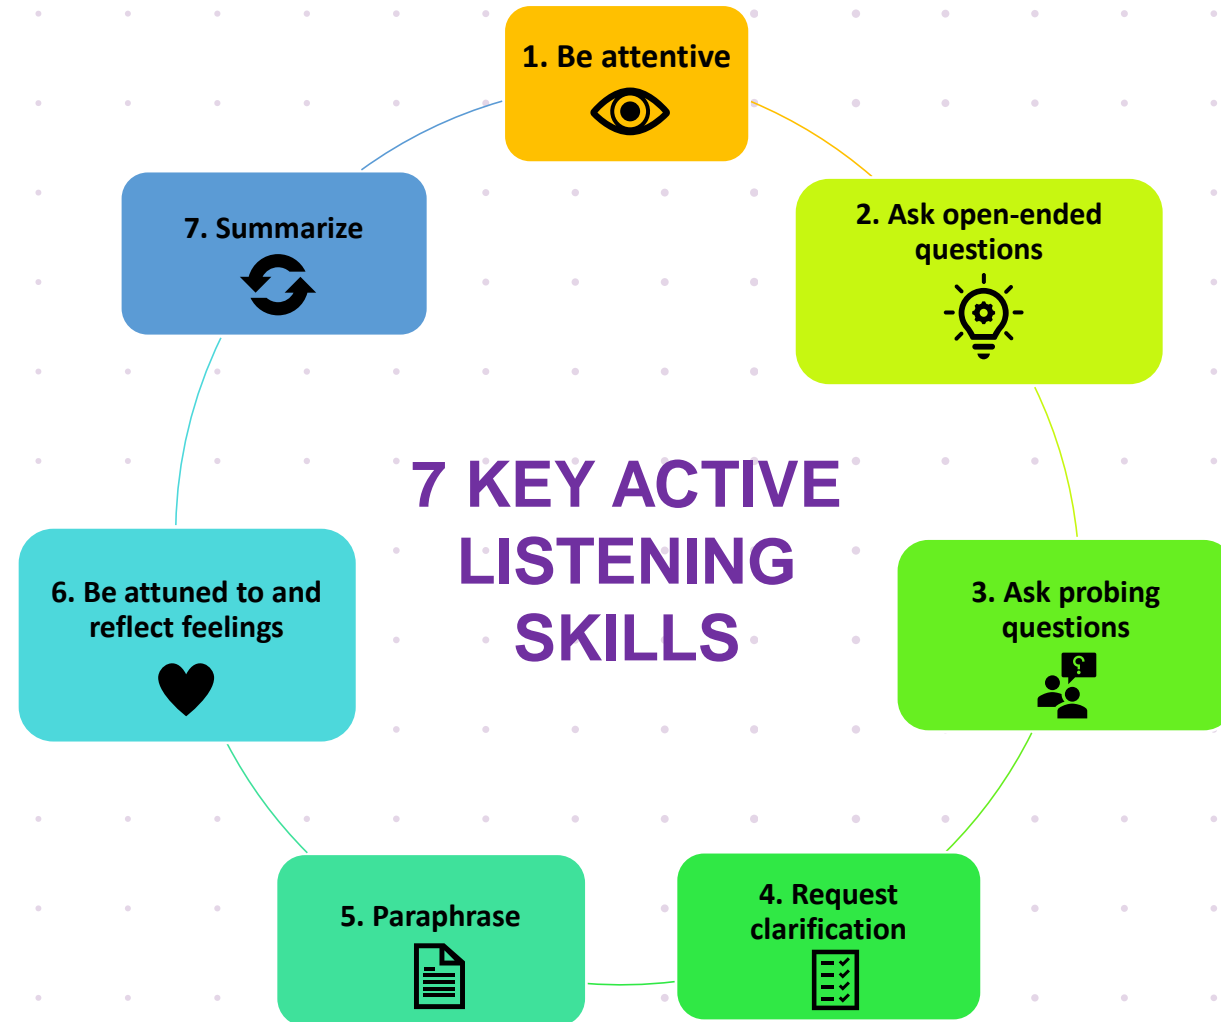 1. Be attentive
2. Ask open-ended
questions
3. Ask probing
questions
?
4. Request
clarification
5. Paraphrase
6. Be attuned to and
reflect feelings
7. Summarize
7 KEY ACTIVE
LISTENING
SKILLS